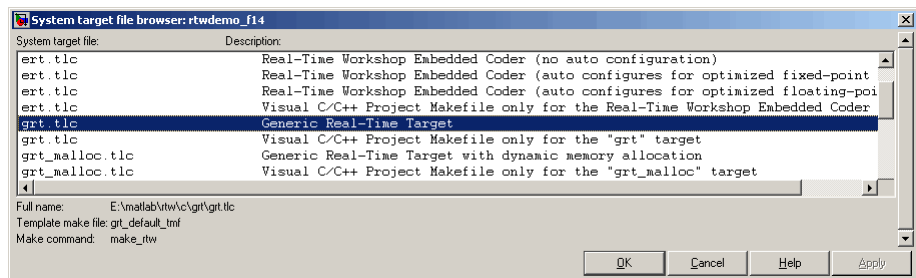 System target file browser: rtwdemo_f14
System target file: Description:
ert.tlc Real-Time Workshop Embedded Coder (no auto configuration)
ert.tlc Real-Time Workshop Embedded Coder (auto configures for optimized fixed-point
ert.tlc Real-Time Workshop Embedded Coder (auto configures for optimized floating-poi
ert.tlc Visual C/C++ Project Makefile only for the Real-Time Workshop Embedded Coder
grt.tlc Generic Real-Time Target
grt.tlc Visual C/C++ Project Makefile only for the "grt" target
grt_malloc.tlc Generic Real-Time Target with dynamic memory allocation
grt_malloc.tlc Visual C/C++ Project Makefile only for the "grt_malloc" target
Full name: E:\matlab\rtw\c\grt\grt.tlc
Template make file: grt_default_tmf
Make command: make_rtw
OK Cancel Help Apply